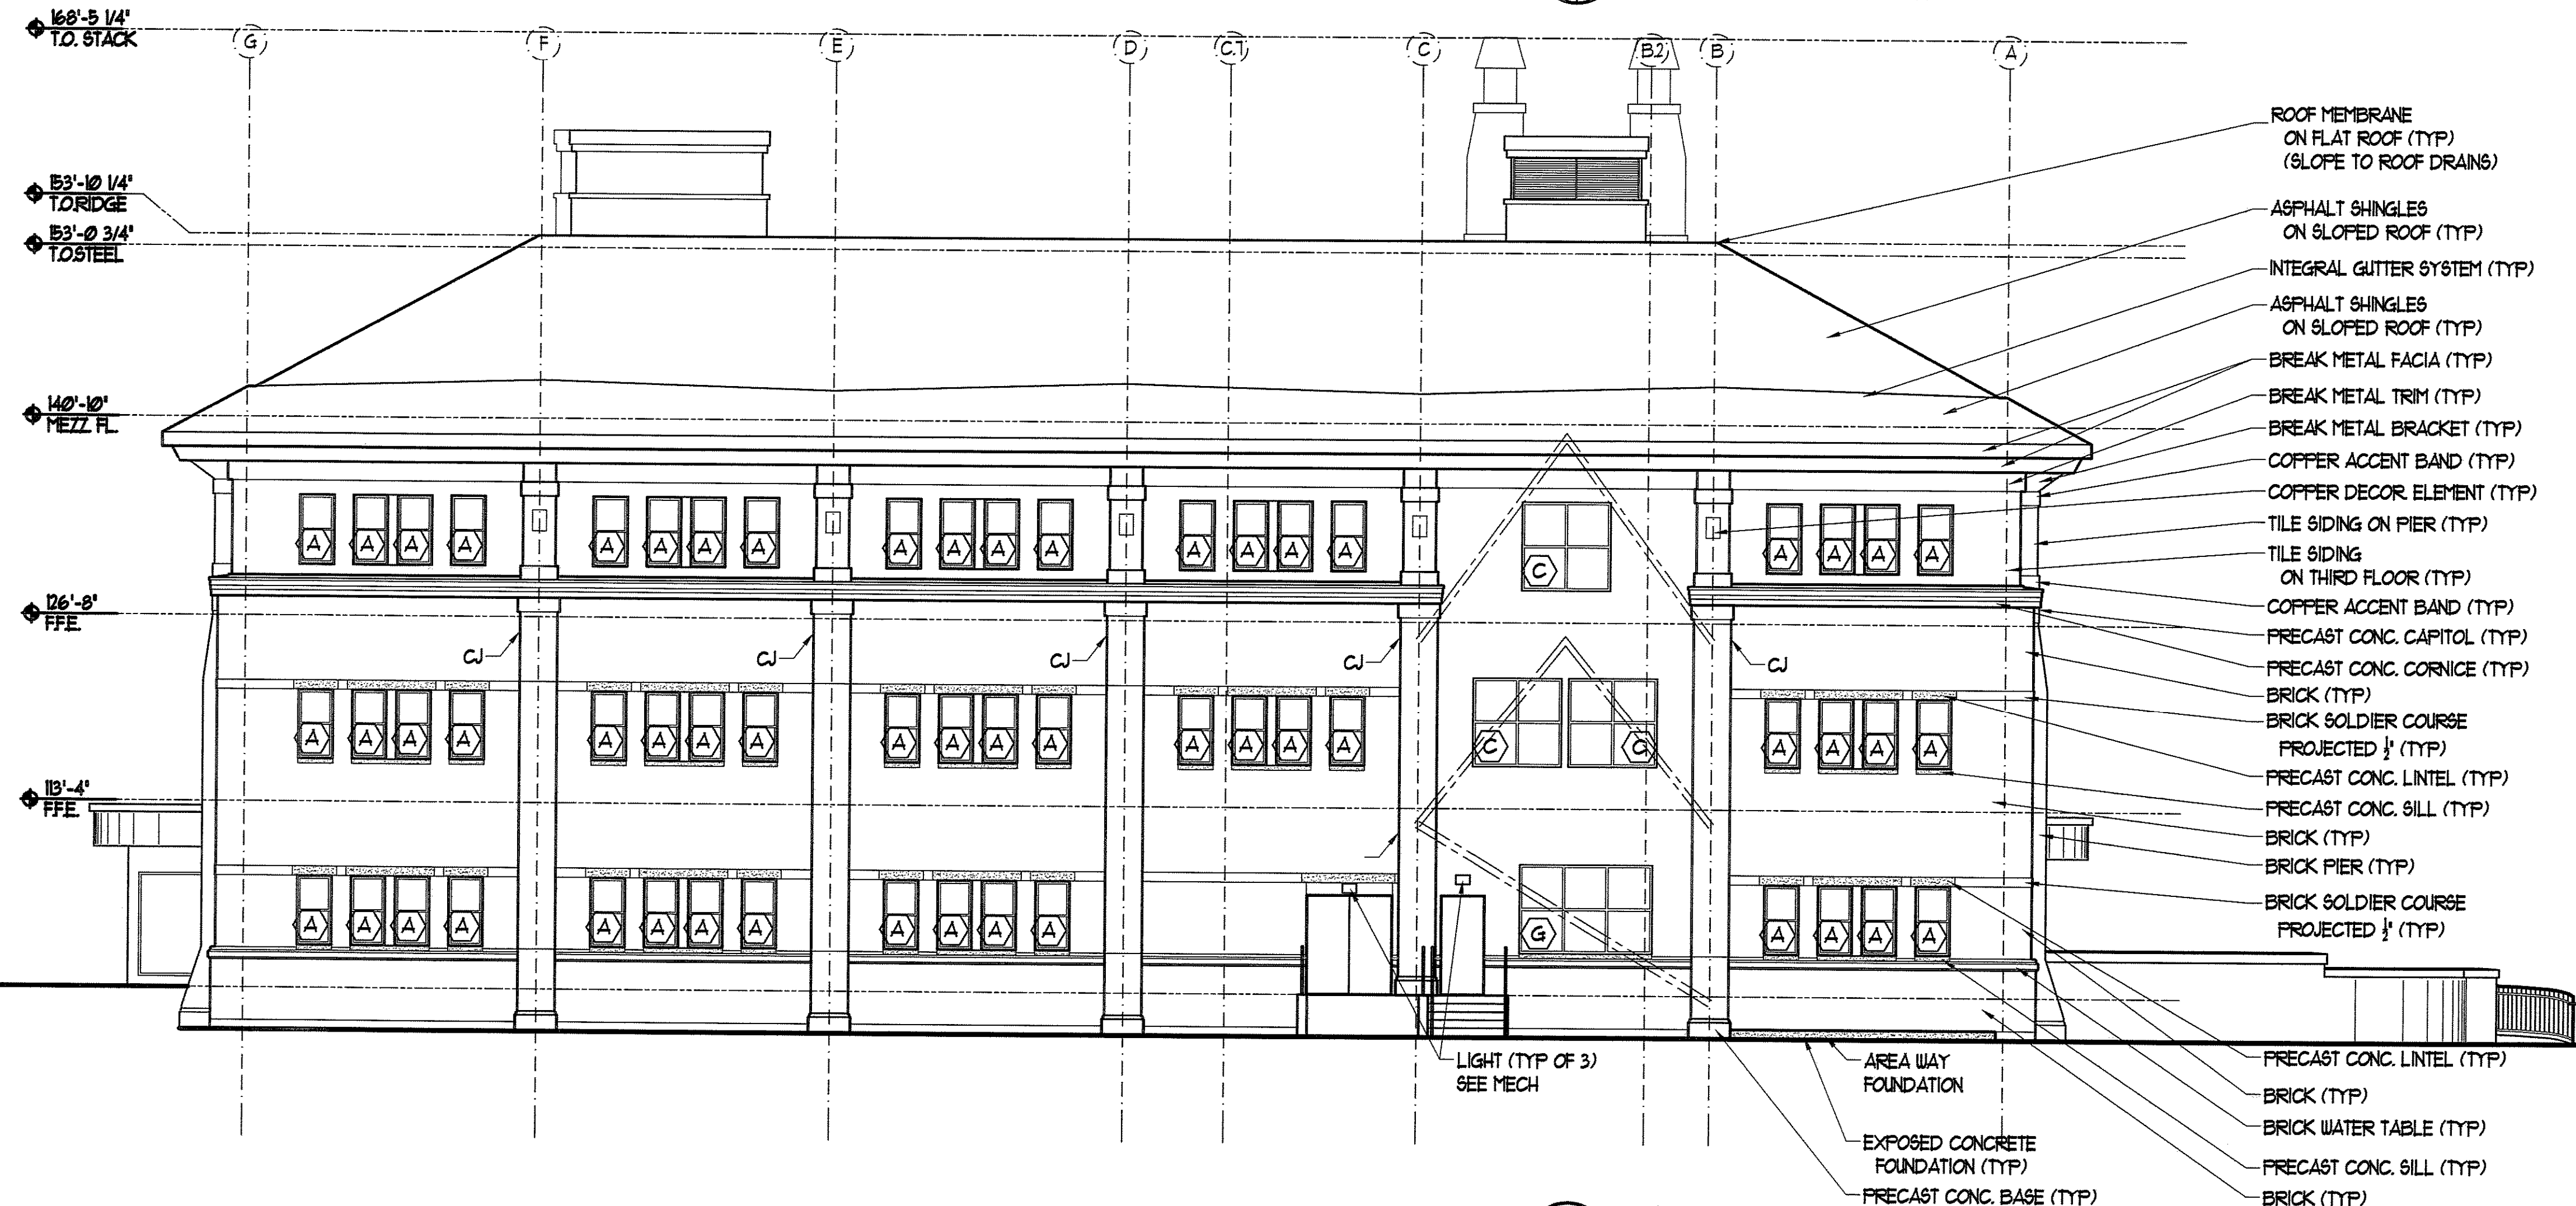 168'-5 1/4"
T.O. STACK
G
F
E
D
C.1
C
B.2
B
A
153'-10 1/4"
T.O.RIDGE
153'-0 3/4"
T.O.STEEL
140'-10"
MEZZ FL.
126'-8"
F.F.E.
113'-4"
F.F.E.
ROOF MEMBRANE
ON FLAT ROOF (TYP)
(SLOPE TO ROOF DRAINS)
ASPHALT SHINGLES
ON SLOPED ROOF (TYP)
INTEGRAL GUTTER SYSTEM (TYP)
ASPHALT SHINGLES
ON SLOPED ROOF (TYP)
BREAK METAL FACIA (TYP)
BREAK METAL TRIM (TYP)
BREAK METAL BRACKET (TYP)
COPPER ACCENT BAND (TYP)
COPPER DECOR. ELEMENT (TYP)
TILE SIDING ON PIER (TYP)
TILE SIDING
ON THIRD FLOOR (TYP)
COPPER ACCENT BAND (TYP)
PRECAST CONC. CAPITOL (TYP)
PRECAST CONC. CORNICE (TYP)
BRICK (TYP)
BRICK SOLDIER COURSE
PROJECTED ½" (TYP)
PRECAST CONC. LINTEL (TYP)
PRECAST CONC. SILL (TYP)
BRICK (TYP)
BRICK PIER (TYP)
BRICK SOLDIER COURSE
PROJECTED ½" (TYP)
PRECAST CONC. LINTEL (TYP)
BRICK (TYP)
BRICK WATER TABLE (TYP)
PRECAST CONC. SILL (TYP)
BRICK (TYP)
A A A A A A A A A A A A A A A A C A A A A
CJ CJ CJ CJ CJ
A A A A A A A A A A A A A A A A C C A A A A
A A A A A A A A A A A A G A A A A
LIGHT (TYP OF 3)
SEE MECH
AREA WAY
FOUNDATION
EXPOSED CONCRETE
FOUNDATION (TYP)
PRECAST CONC. BASE (TYP)